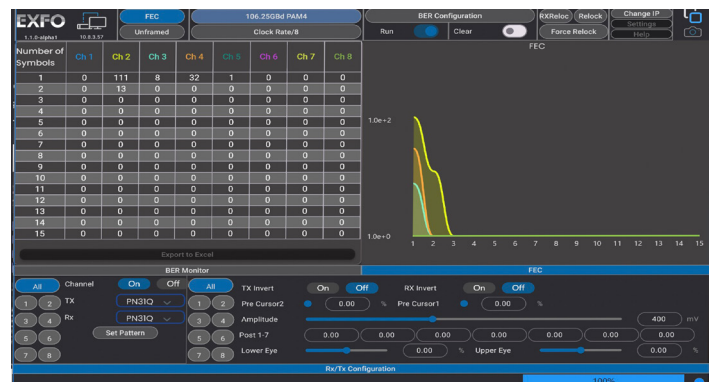 EXFO FEC 106.25GBd PAM4 BER Configuration RXReloc Relock Change IP
1.1.0-alpha1 10.9.3.57 Unframed Clock Rate/8 Run Clear Force Relock Settings
Help
Number of Symbols Ch 1 Ch 2 Ch 3 Ch 4 Ch 5 Ch 6 Ch 7 Ch 8
FEC
1 0 111 8 32 1 0 0 0
2 0 13 0 0 0 0 0 0
3 0 0 0 0 0 0 0 0
4 0 0 0 0 0 0 0 0
5 0 0 0 0 0 0 0 0
6 0 0 0 0 0 0 0 0
7 0 0 0 0 0 0 0 0
8 0 0 0 0 0 0 0 0
9 0 0 0 0 0 0 0 0
10 0 0 0 0 0 0 0 0
11 0 0 0 0 0 0 0 0
12 0 0 0 0 0 0 0 0
13 0 0 0 0 0 0 0 0
14 0 0 0 0 0 0 0 0
15 0 0 0 0 0 0 0 0
1.0e+2
1.0e+0
1 2 3 4 5 6 7 8 9 10 11 12 13 14 15
Export to Excel
BER Monitor FEC
All Channel On Off All TX Invert On Off RX Invert On Off
1 2 TX PN31Q 1 2 Pre Cursor2 0.00 % Pre Cursor1 0.00 %
3 4 Rx PN31Q 3 4 Amplitude 400 mV
5 6 Set Pattern 5 6 Post 1-7 0.00 0.00 0.00 0.00 0.00 0.00 0.00
7 8 7 8 Lower Eye 0.00 % Upper Eye 0.00 %
Rx/Tx Configuration
100%